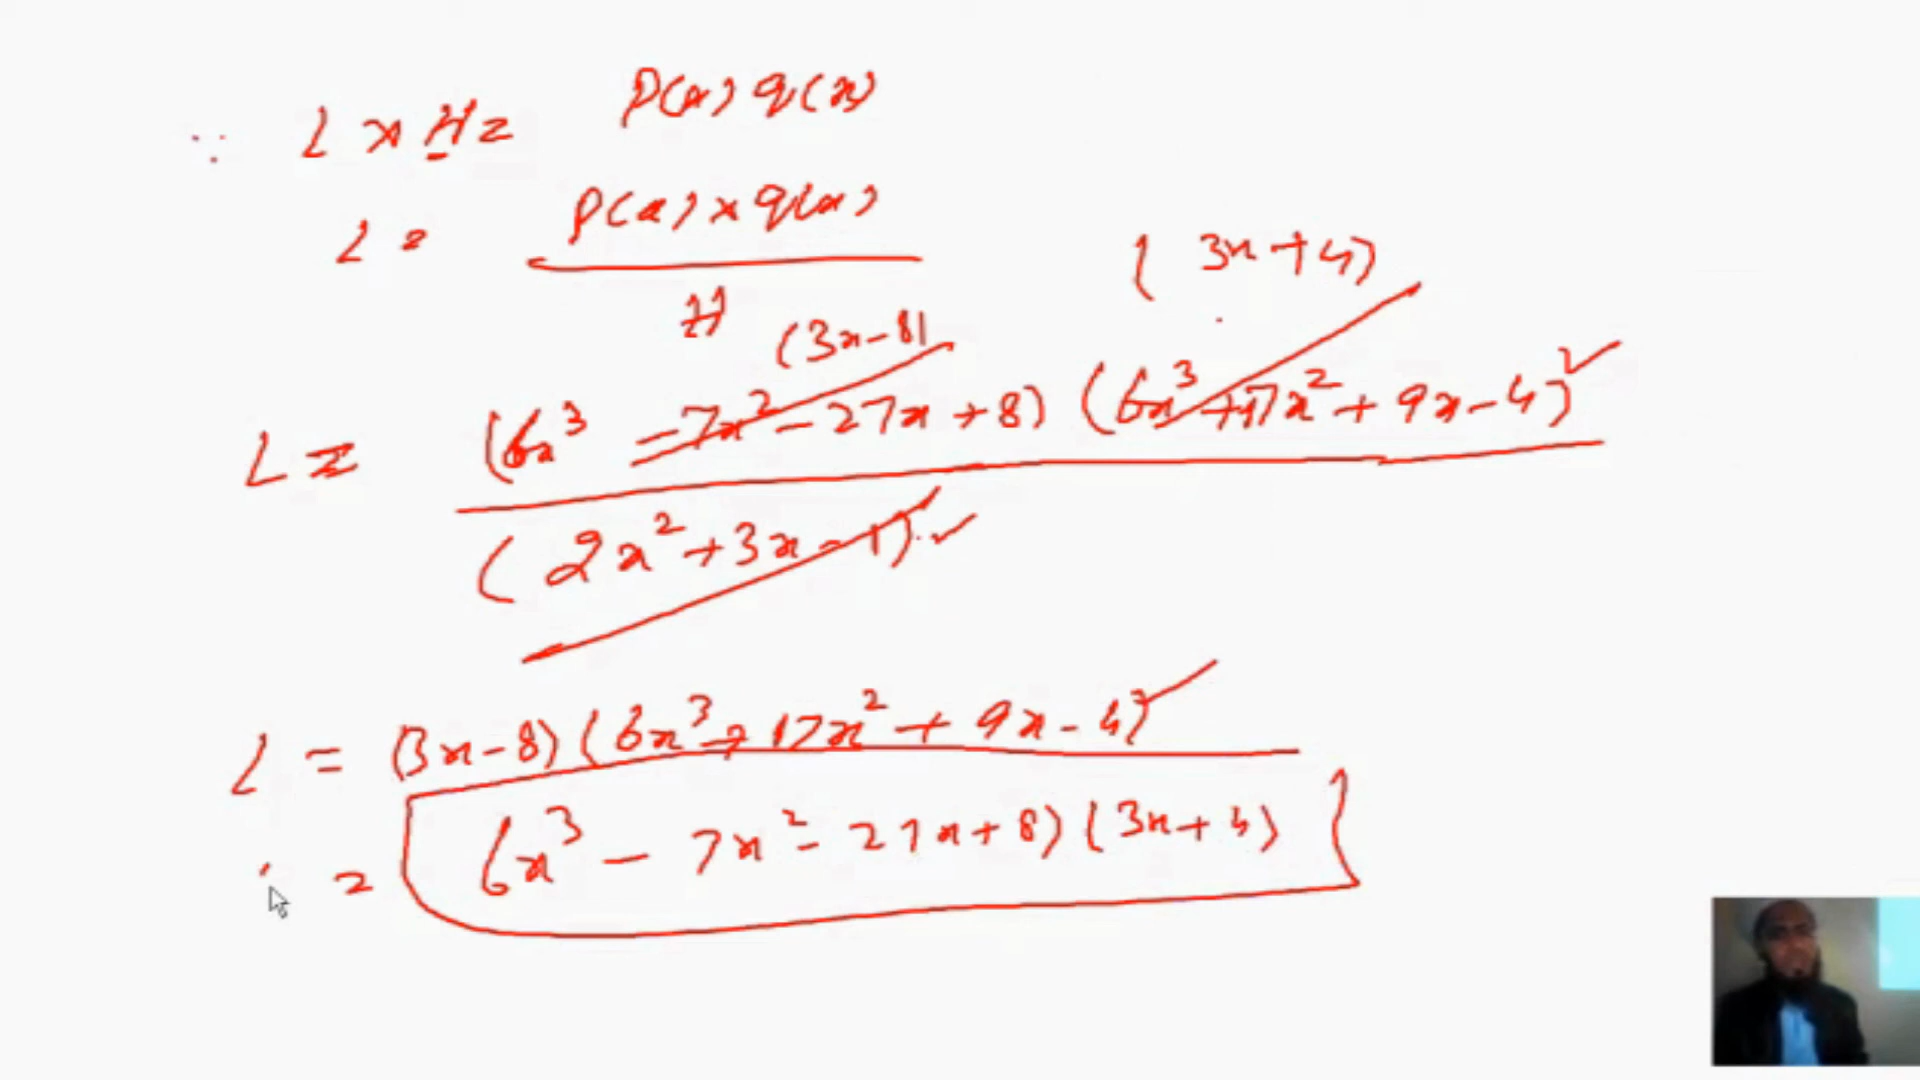 ∵ L x H = P(x) q(x)
L = P(x) x q(x)
H
(3x-8) (3x+4)
L = (6x³ - 7x² - 27x + 8) (6x³ + 17x² + 9x - 4)
(2x² + 3x - 1)
L = (3x-8) (6x³ + 17x² + 9x - 4)
= 6x³ - 7x² - 27x + 8) (3x + 4)